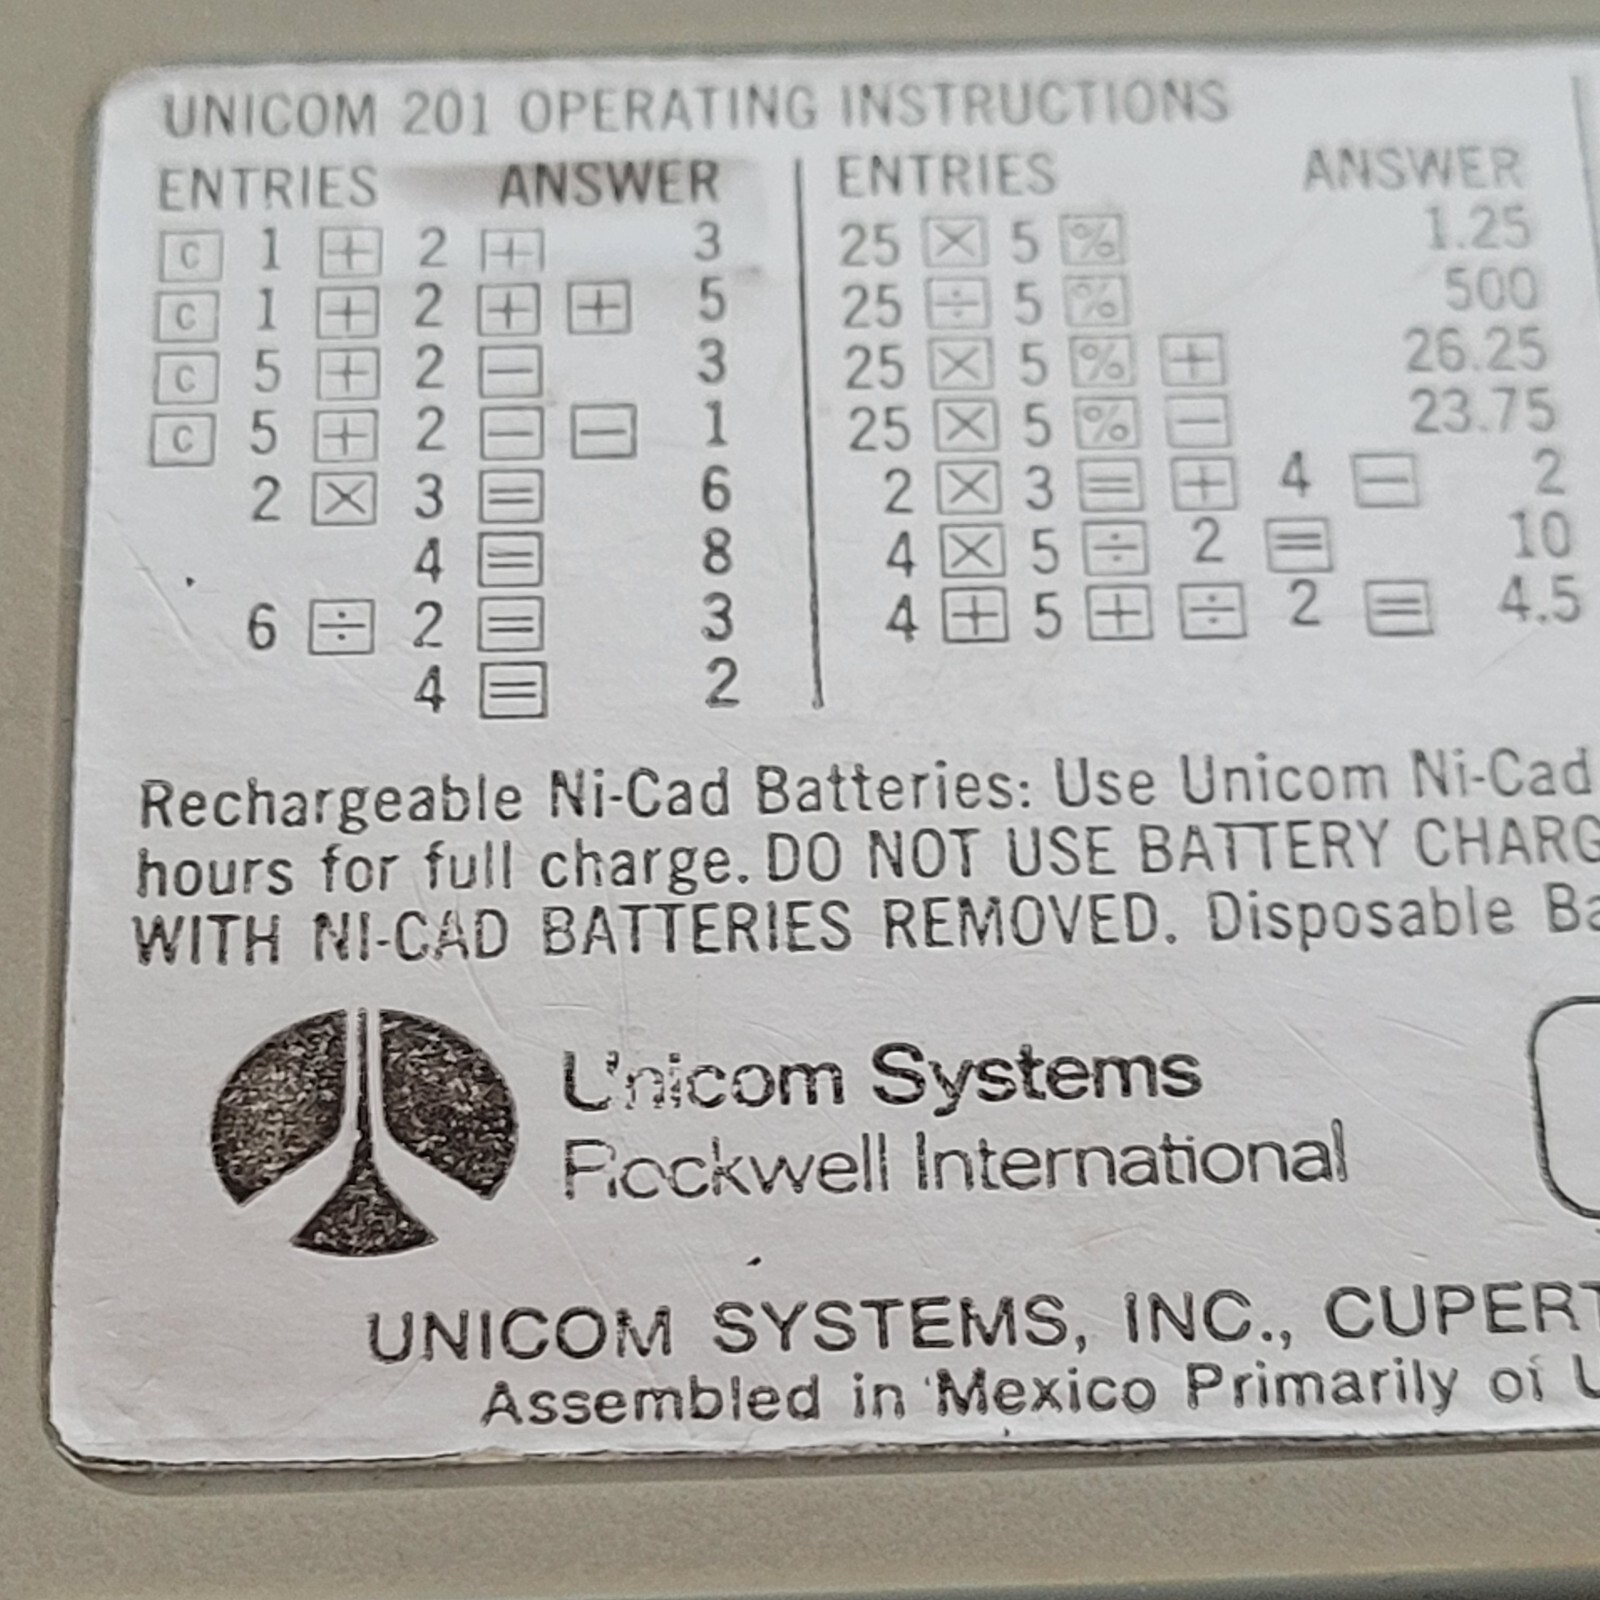 UNICOM 201 OPERATING INSTRUCTIONS
ENTRIES ANSWER
C 1 + 2 + 3
C 1 + 2 + + 5
C 5 + 2 − 3
C 5 + 2 − − 1
2 × 3 = 6
4 = 8
6 ÷ 2 = 3
4 = 2
ENTRIES ANSWER
25 × 5 % 1.25
25 ÷ 5 % 500
25 × 5 % + 26.25
25 × 5 % − 23.75
2 × 3 = + 4 − 2
4 × 5 ÷ 2 = 10
4 + 5 + ÷ 2 = 4.5
Rechargeable Ni-Cad Batteries: Use Unicom Ni-Cad
hours for full charge. DO NOT USE BATTERY CHARG
WITH NI-CAD BATTERIES REMOVED. Disposable Ba
Unicom Systems
Rockwell International
UNICOM SYSTEMS, INC., CUPERT
Assembled in Mexico Primarily of U